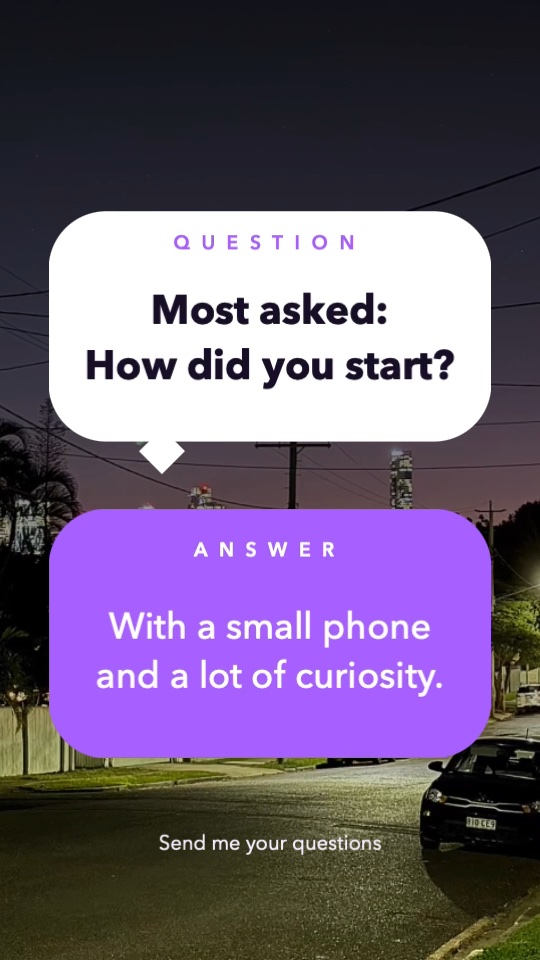 QUESTION
Most asked:
How did you start?
ANSWER
With a small phone
and a lot of curiosity.
Send me your questions